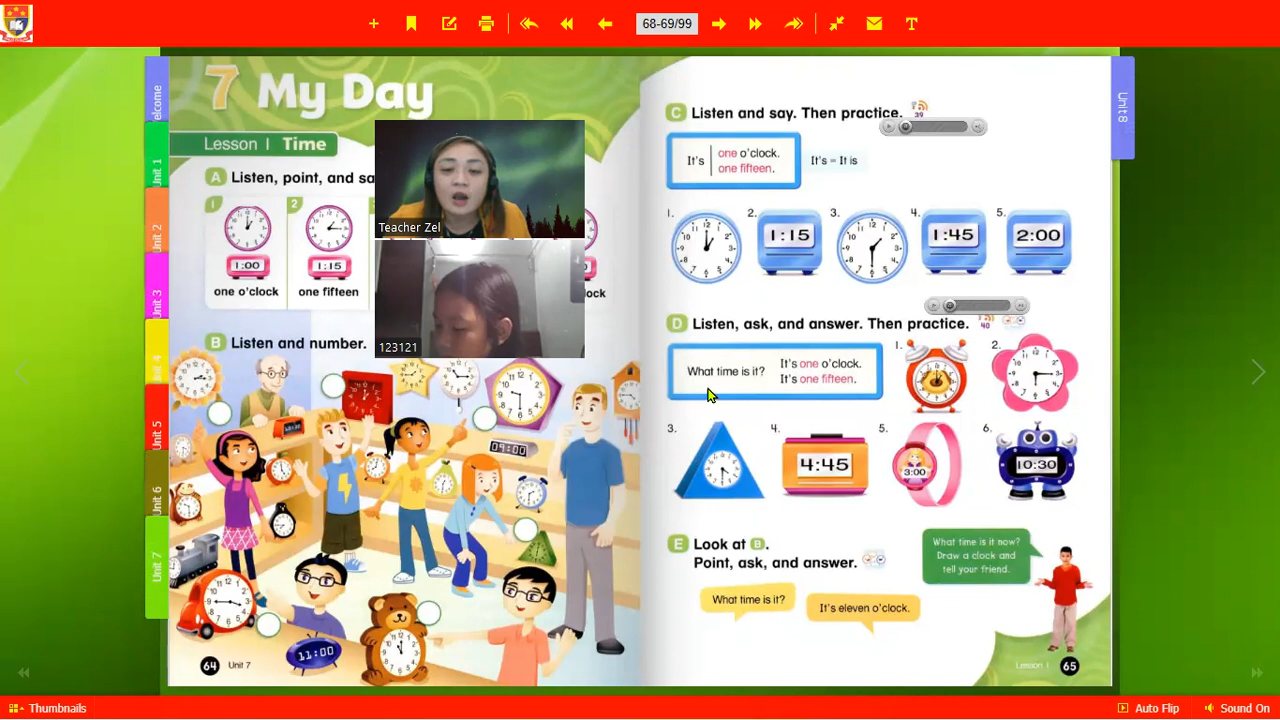 68-69/99
elcome
Unit 1
Unit 2
Unit 3
Unit 4
Unit 5
Unit 6
Unit 7
Unit 8
7 My Day
Lesson 1 Time
A Listen, point, and sa
1
2
1:00
1:15
one o'clock
one fifteen
lock
Teacher Zel
123121
B Listen and number.
09:00
11:00
64 Unit 7
C Listen and say. Then practice.
39
It's
one o'clock.
one fifteen.
It's = It is
1.
2.
3.
4.
5.
1:15
1:45
2:00
D Listen, ask, and answer. Then practice.
40
What time is it?
It's one o'clock.
It's one fifteen.
1.
2.
3.
4.
5.
6.
4:45
3:00
10:30
E Look at B.
Point, ask, and answer.
What time is it?
It's eleven o'clock.
What time is it now?
Draw a clock and
tell your friend.
Lesson 1 65
Thumbnails
Auto Flip
Sound On